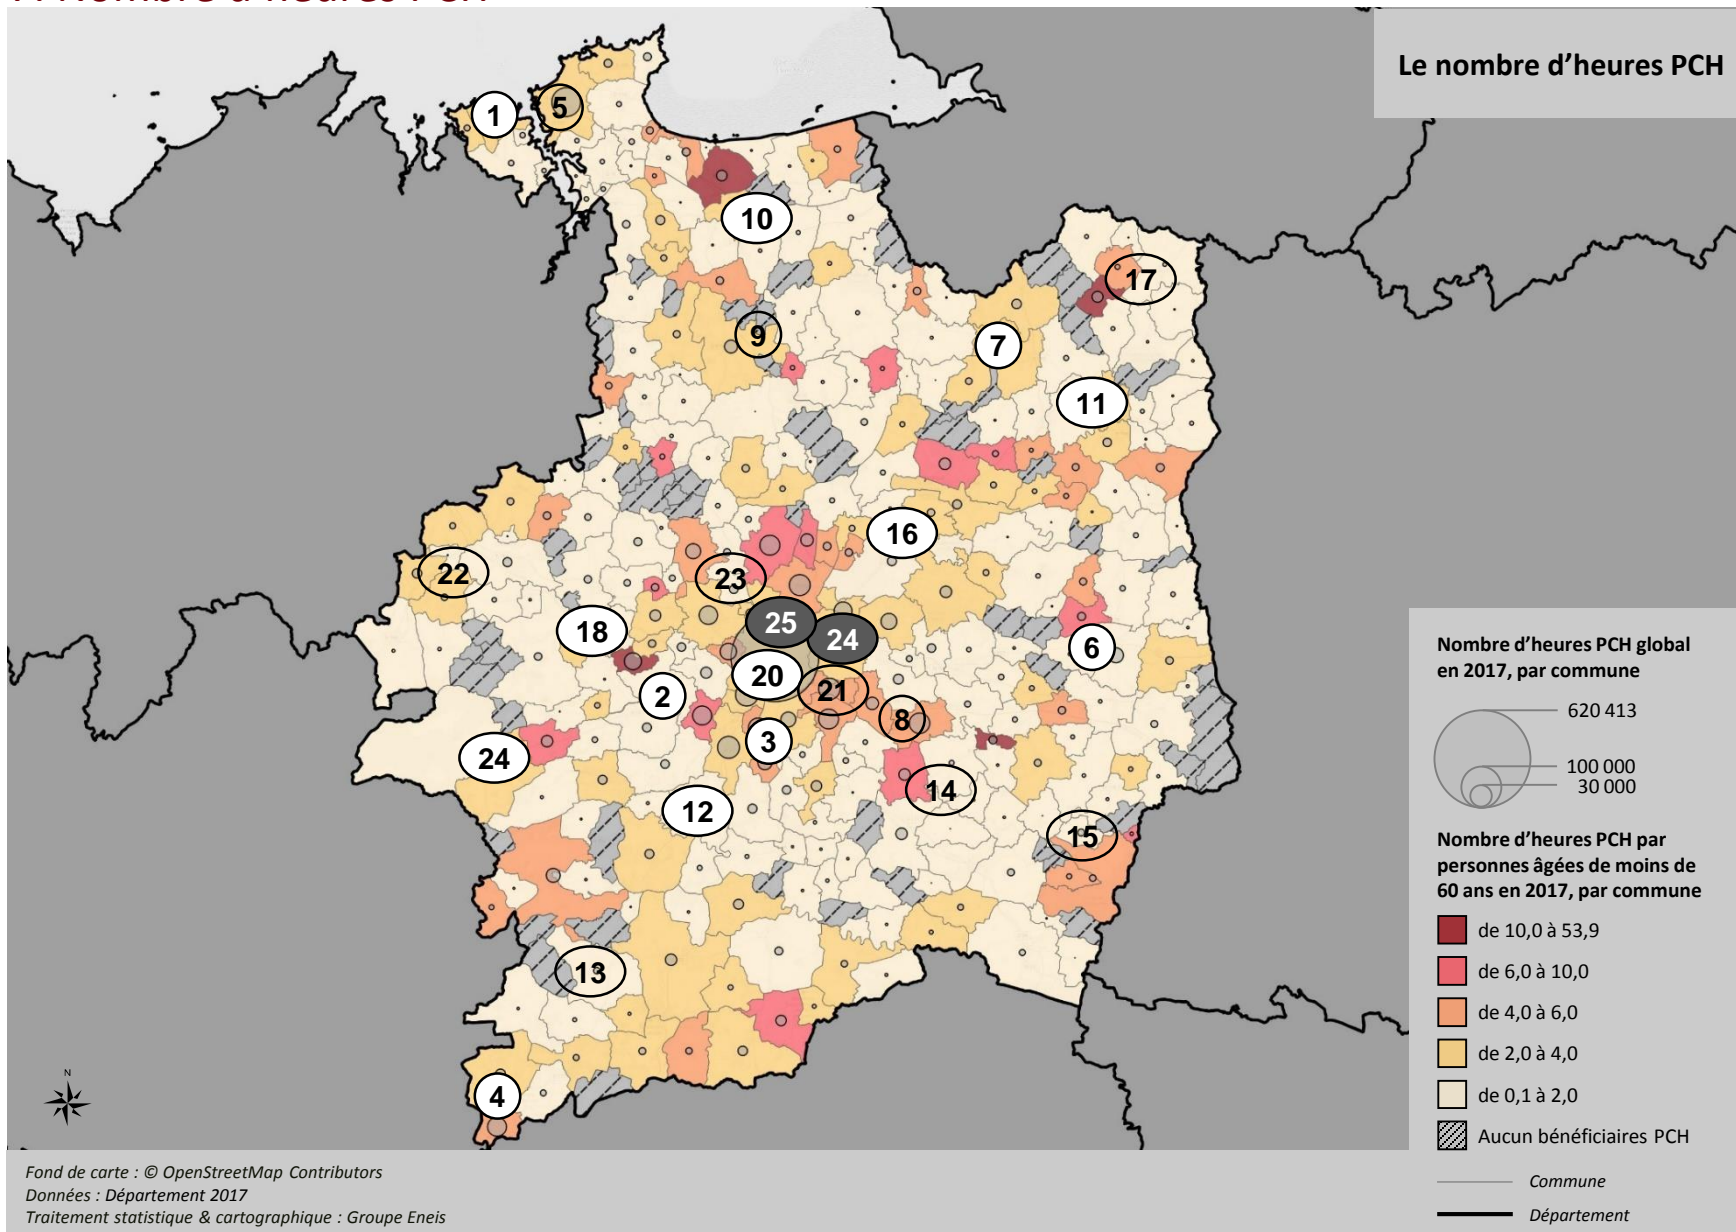 Le nombre d'heures PCH
1
5
10
17
9
7
11
16
22
23
25
18
24
6
20
2
21
8
3
24
14
12
15
13
4
N
Nombre d'heures PCH global
en 2017, par commune
620 413
100 000
30 000
Nombre d'heures PCH par
personnes âgées de moins de
60 ans en 2017, par commune
de 10,0 à 53,9
de 6,0 à 10,0
de 4,0 à 6,0
de 2,0 à 4,0
de 0,1 à 2,0
Aucun bénéficiaires PCH
Commune
Département
Fond de carte : © OpenStreetMap Contributors
Données : Département 2017
Traitement statistique & cartographique : Groupe Eneis